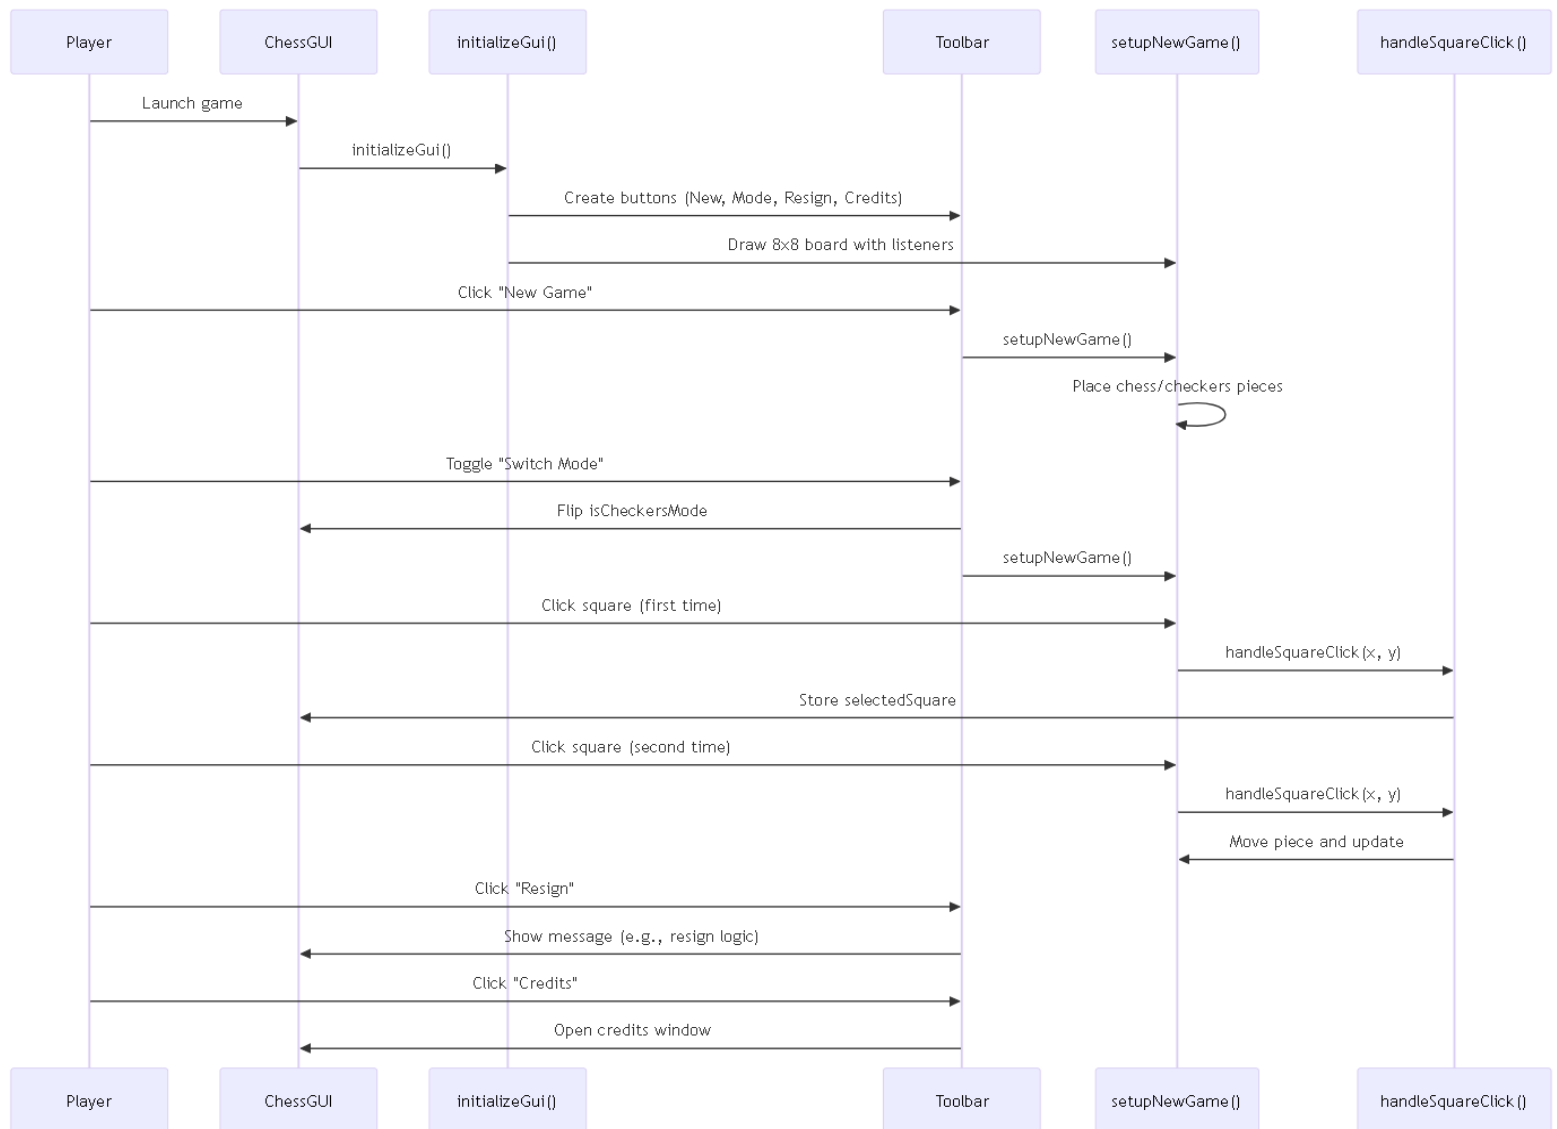 Player
ChessGUI
initializeGui()
Toolbar
setupNewGame()
handleSquareClick()
Launch game
initializeGui()
Create buttons (New, Mode, Resign, Credits)
Draw 8x8 board with listeners
Click "New Game"
setupNewGame()
Place chess/checkers pieces
Toggle "Switch Mode"
Flip isCheckersMode
setupNewGame()
Click square (first time)
handleSquareClick(x, y)
Store selectedSquare
Click square (second time)
handleSquareClick(x, y)
Move piece and update
Click "Resign"
Show message (e.g., resign logic)
Click "Credits"
Open credits window
Player
ChessGUI
initializeGui()
Toolbar
setupNewGame()
handleSquareClick()